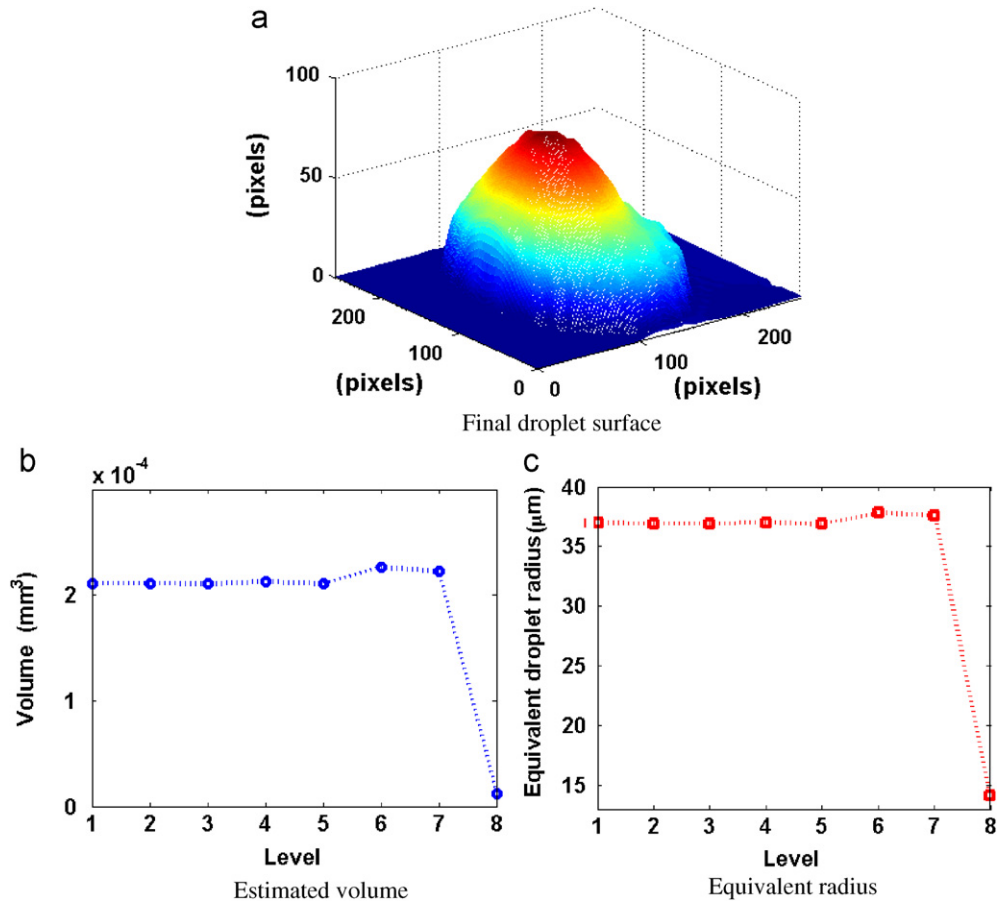 a
100
50
0
(pixels)
200
100
0
(pixels)
0
100
200
(pixels)
Final droplet surface
b
x 10-4
2
1
0
Volume (mm3)
1 2 3 4 5 6 7 8
Level
Estimated volume
c
40
35
30
25
20
15
Equivalent droplet radius(μm)
1 2 3 4 5 6 7 8
Level
Equivalent radius